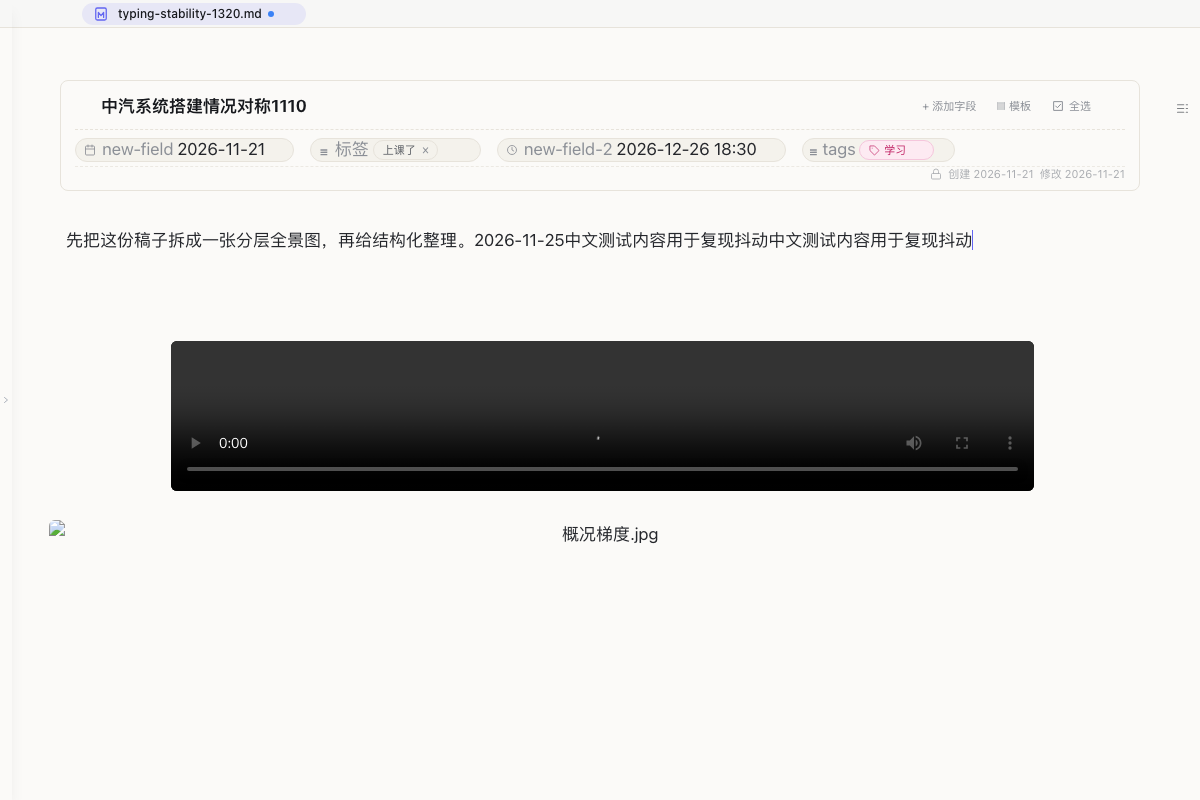 typing-stability-1320.md
中汽系统搭建情况对称1110
+ 添加字段 模板 全选
new-field 2026-11-21 标签 上课了 × new-field-2 2026-12-26 18:30 tags 学习
创建 2026-11-21 修改 2026-11-21
先把这份稿子拆成一张分层全景图，再给结构化整理。2026-11-25中文测试内容用于复现抖动中文测试内容用于复现抖动
0:00
概况梯度.jpg